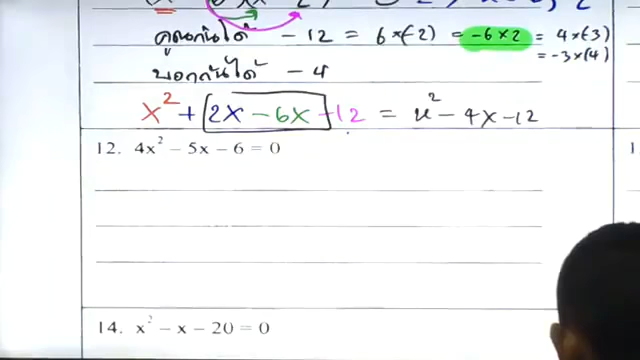 คูณกันได้ - 12 = 6×(-2) = -6×2 = 4×(-3)
= -3×(4)
บวกกันได้ - 4
x² + 2x - 6x - 12 = x² - 4x - 12
12. 4x² - 5x - 6 = 0
14. x² - x - 20 = 0
1